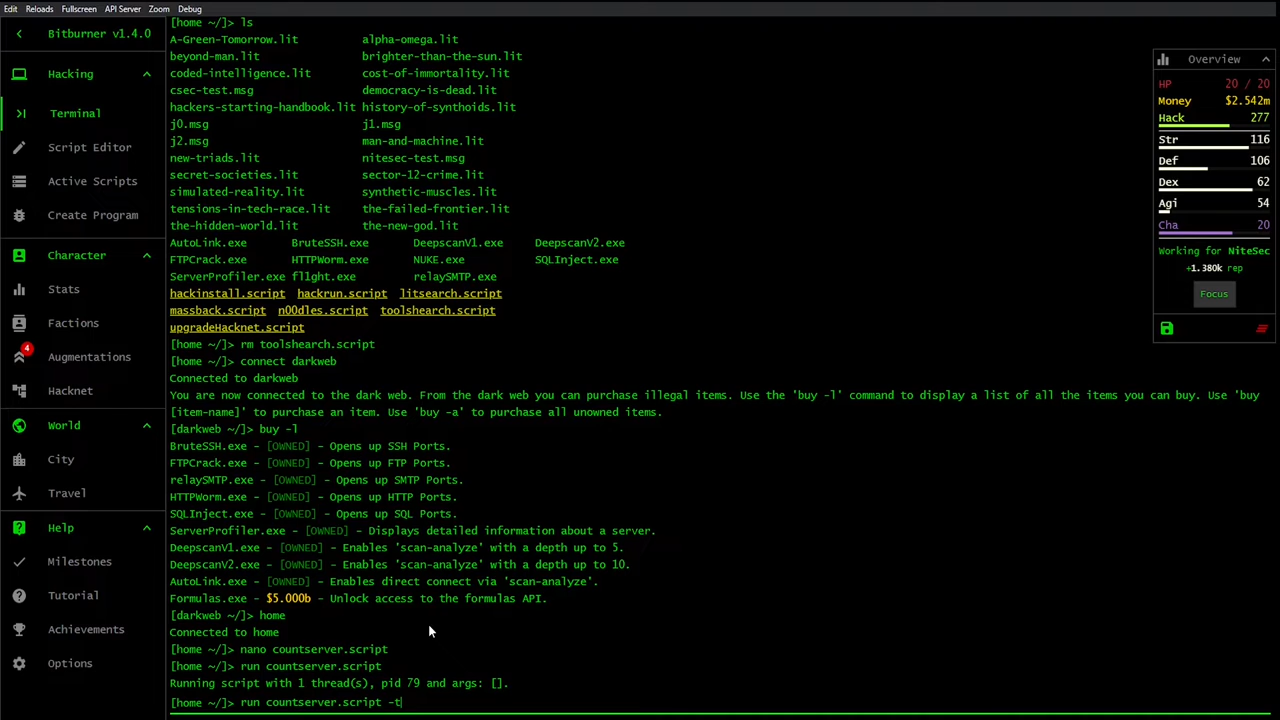 Edit Reloads Fullscreen API Server Zoom Debug
Bitburner v1.4.0
Hacking
Terminal
Script Editor
Active Scripts
Create Program
Character
Stats
Factions
4
Augmentations
Hacknet
World
City
Travel
Help
Milestones
Tutorial
Achievements
Options
[home ~/]> ls
A-Green-Tomorrow.lit alpha-omega.lit
beyond-man.lit brighter-than-the-sun.lit
coded-intelligence.lit cost-of-immortality.lit
csec-test.msg democracy-is-dead.lit
hackers-starting-handbook.lit history-of-synthoids.lit
j0.msg j1.msg
j2.msg man-and-machine.lit
new-triads.lit nitesec-test.msg
secret-societies.lit sector-12-crime.lit
simulated-reality.lit synthetic-muscles.lit
tensions-in-tech-race.lit the-failed-frontier.lit
the-hidden-world.lit the-new-god.lit
AutoLink.exe BruteSSH.exe DeepscanV1.exe DeepscanV2.exe
FTPCrack.exe HTTPWorm.exe NUKE.exe SQLInject.exe
ServerProfiler.exe fl1ght.exe relaySMTP.exe
hackinstall.script hackrun.script litsearch.script
massback.script n00dles.script toolshearch.script
upgradeHacknet.script
[home ~/]> rm toolshearch.script
[home ~/]> connect darkweb
Connected to darkweb
You are now connected to the dark web. From the dark web you can purchase illegal items. Use the 'buy -l' command to display a list of all the items you can buy. Use 'buy
[item-name]' to purchase an item. Use 'buy -a' to purchase all unowned items.
[darkweb ~/]> buy -l
BruteSSH.exe - [OWNED] - Opens up SSH Ports.
FTPCrack.exe - [OWNED] - Opens up FTP Ports.
relaySMTP.exe - [OWNED] - Opens up SMTP Ports.
HTTPWorm.exe - [OWNED] - Opens up HTTP Ports.
SQLInject.exe - [OWNED] - Opens up SQL Ports.
ServerProfiler.exe - [OWNED] - Displays detailed information about a server.
DeepscanV1.exe - [OWNED] - Enables 'scan-analyze' with a depth up to 5.
DeepscanV2.exe - [OWNED] - Enables 'scan-analyze' with a depth up to 10.
AutoLink.exe - [OWNED] - Enables direct connect via 'scan-analyze'.
Formulas.exe - $5.000b - Unlock access to the formulas API.
[darkweb ~/]> home
Connected to home
[home ~/]> nano countserver.script
[home ~/]> run countserver.script
Running script with 1 thread(s), pid 79 and args: [].
[home ~/]> run countserver.script -t
Overview
HP 20 / 20
Money $2.542m
Hack 277
Str 116
Def 106
Dex 62
Agi 54
Cha 20
Working for NiteSec
+1.380k rep
Focus